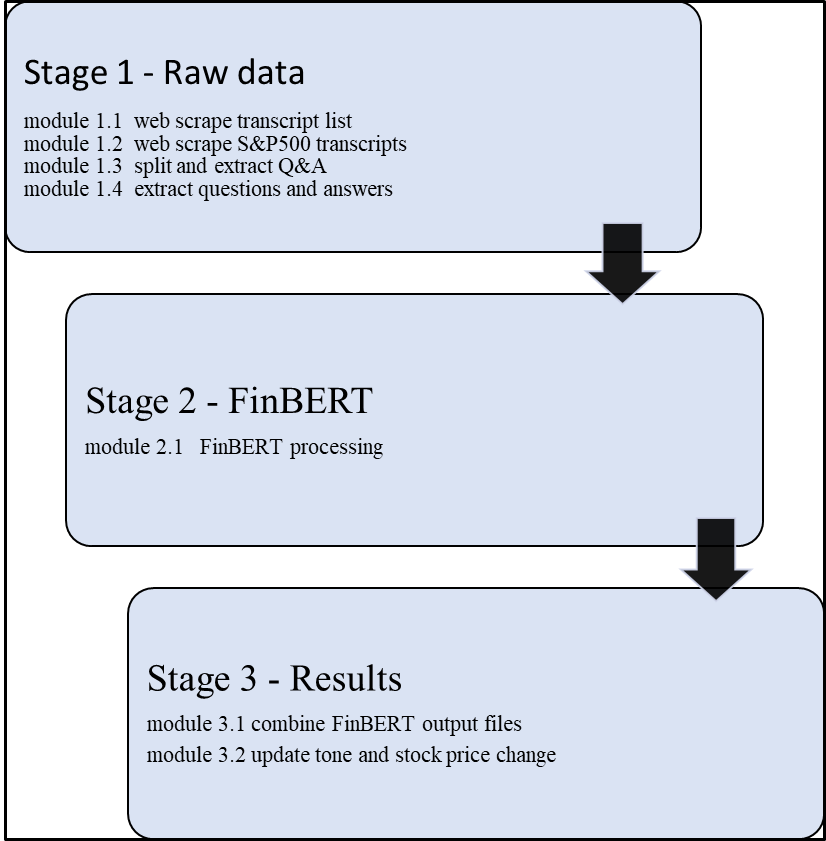 Stage 1 - Raw data
module 1.1 web scrape transcript list
module 1.2 web scrape S&P500 transcripts
module 1.3 split and extract Q&A
module 1.4 extract questions and answers
Stage 2 - FinBERT
module 2.1 FinBERT processing
Stage 3 - Results
module 3.1 combine FinBERT output files
module 3.2 update tone and stock price change